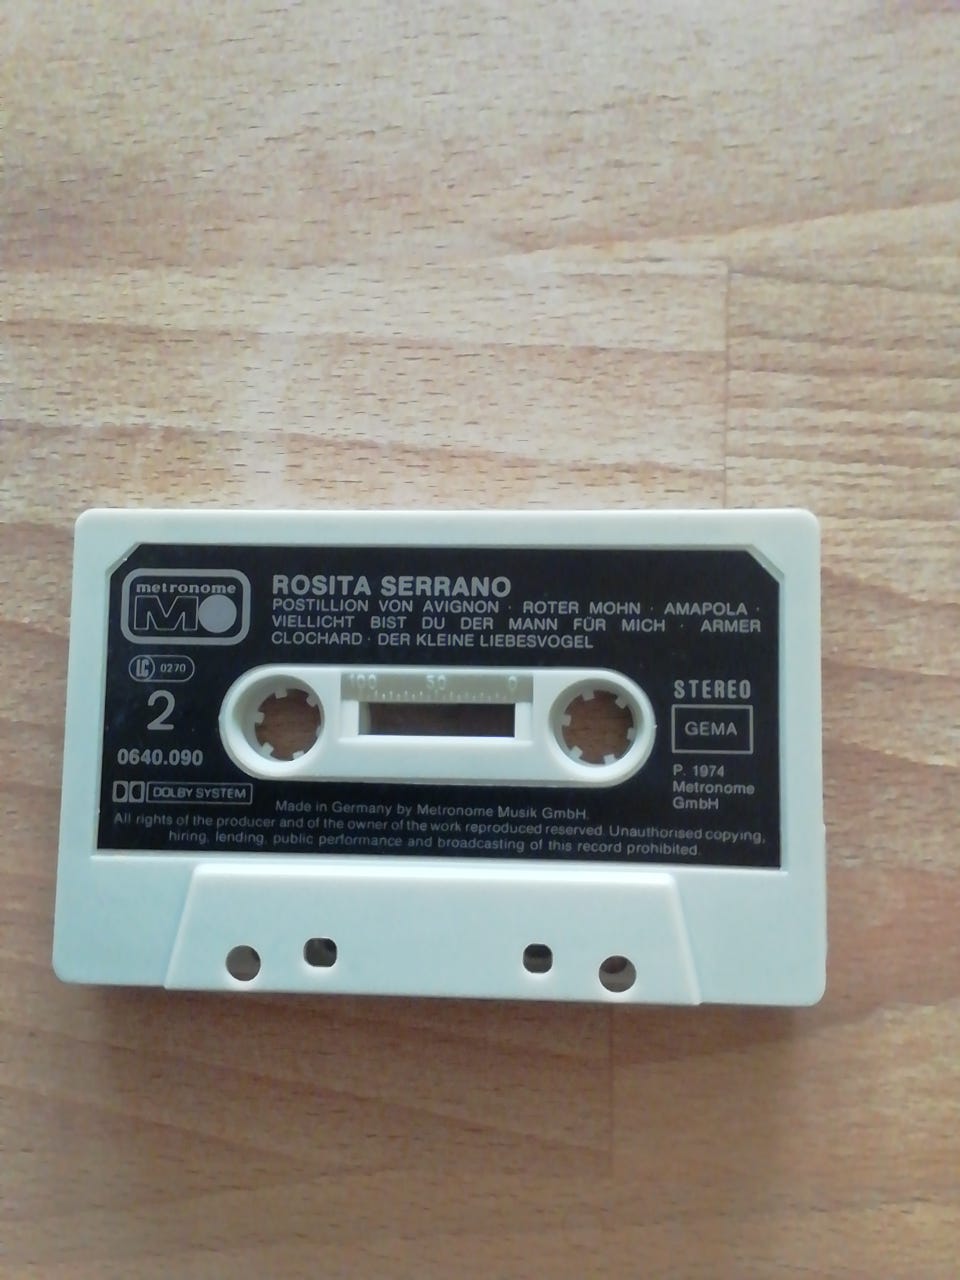 metronome
MO
ROSITA SERRANO
POSTILLION VON AVIGNON · ROTER MOHN · AMAPOLA ·
VIELLICHT BIST DU DER MANN FÜR MICH · ARMER
CLOCHARD · DER KLEINE LIEBESVOGEL
LC 0270
2
0640.090
100 50 0
STEREO
GEMA
P. 1974
Metronome
GmbH
DOLBY SYSTEM
Made in Germany by Metronome Musik GmbH.
All rights of the producer and of the owner of the work reproduced reserved. Unauthorised copying,
hiring, lending, public performance and broadcasting of this record prohibited.